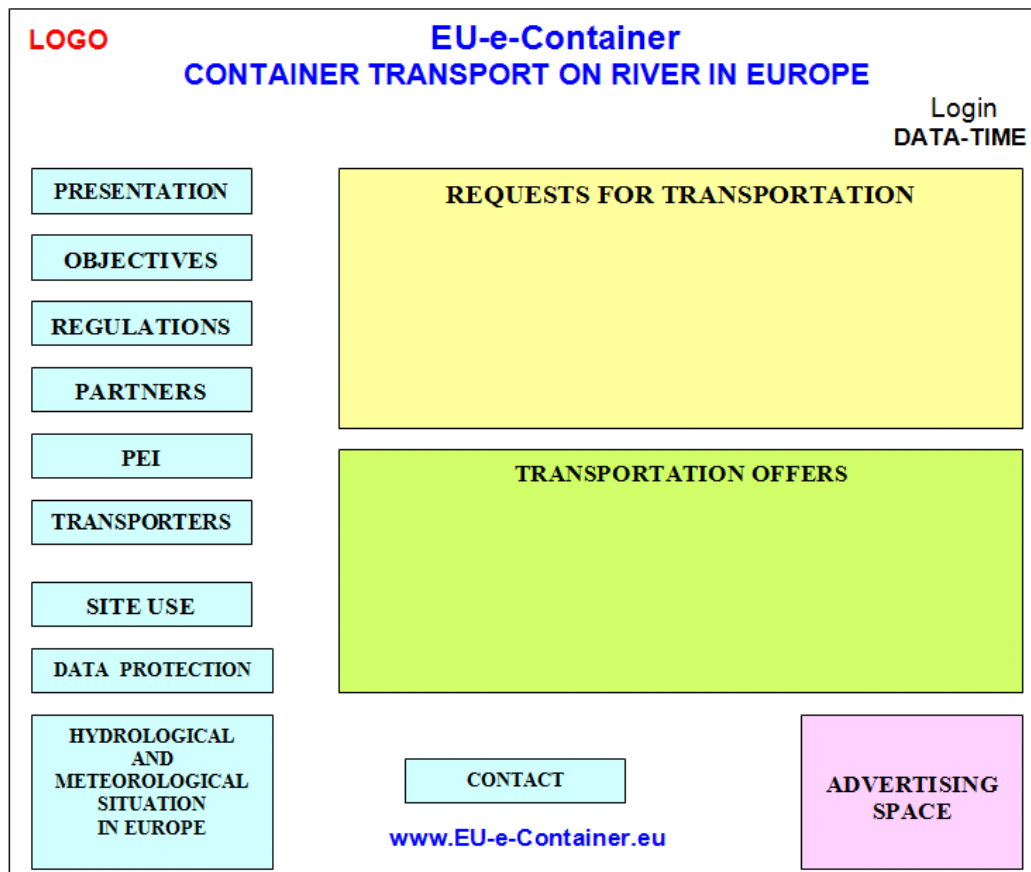 LOGO
EU-e-Container
CONTAINER TRANSPORT ON RIVER IN EUROPE
Login
DATA-TIME
PRESENTATION
OBJECTIVES
REGULATIONS
PARTNERS
PEI
TRANSPORTERS
SITE USE
DATA PROTECTION
HYDROLOGICAL
AND
METEOROLOGICAL
SITUATION
IN EUROPE
REQUESTS FOR TRANSPORTATION
TRANSPORTATION OFFERS
CONTACT
www.EU-e-Container.eu
ADVERTISING
SPACE